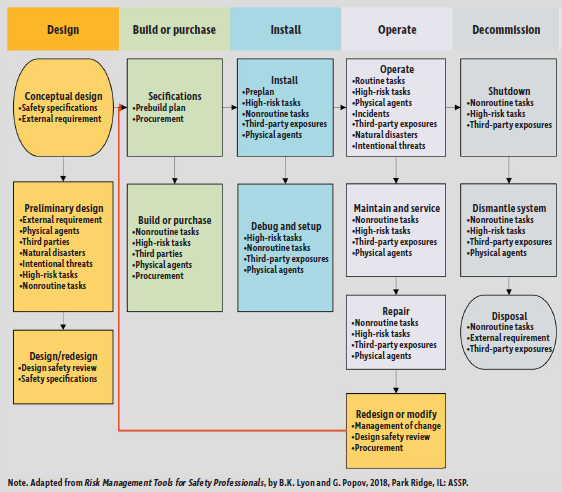 Design
Build or purchase
Install
Operate
Decommission
Conceptual design
•Safety specifications
•External requirement
Secifications
•Prebuild plan
•Procurement
Install
•Preplan
•High-risk tasks
•Nonroutine tasks
•Third-party exposures
•Physical agents
Operate
•Routine tasks
•High-risk tasks
•Physical agents
•Incidents
•Third-party exposures
•Natural disasters
•Intentional threats
Shutdown
•Nonroutine tasks
•High-risk tasks
•Third-party exposures
Preliminary design
•External requirement
•Physical agents
•Third parties
•Natural disasters
•Intentional threats
•High-risk tasks
•Nonroutine tasks
Build or purchase
•Nonroutine tasks
•High-risk tasks
•Third parties
•Physical agents
•Procurement
Debug and setup
•High-risk tasks
•Nonroutine tasks
•Third-party exposures
•Physical agents
Maintain and service
•Nonroutine tasks
•High-risk tasks
•Third-party exposures
•Physical agents
Dismantle system
•Nonroutine tasks
•High-risk tasks
•Third-party exposures
•Physical agents
Design/redesign
•Design safety review
•Safety specifications
Repair
•Nonroutine tasks
•High-risk tasks
•Third-party exposures
•Physical agents
Disposal
•Nonroutine tasks
•External requirement
•Third-party exposures
Redesign or modify
•Management of change
•Design safety review
•Procurement
Note. Adapted from Risk Management Tools for Safety Professionals, by B.K. Lyon and G. Popov, 2018, Park Ridge, IL: ASSP.